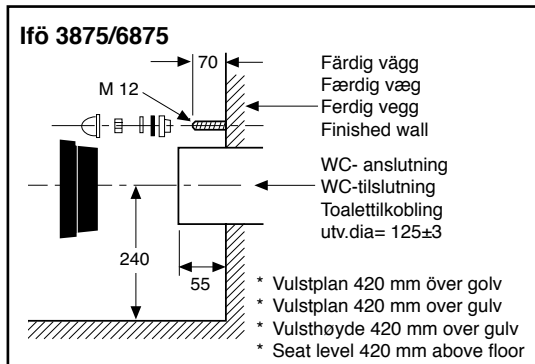 Ifö 3875/6875
70
M 12
Färdig vägg
Færdig væg
Ferdig vegg
Finished wall
WC- anslutning
WC-tilslutning
Toalettilkobling
utv.dia= 125±3
240
55
* Vulstplan 420 mm över golv
* Vulstplan 420 mm over gulv
* Vulsthøyde 420 mm over gulv
* Seat level 420 mm above floor